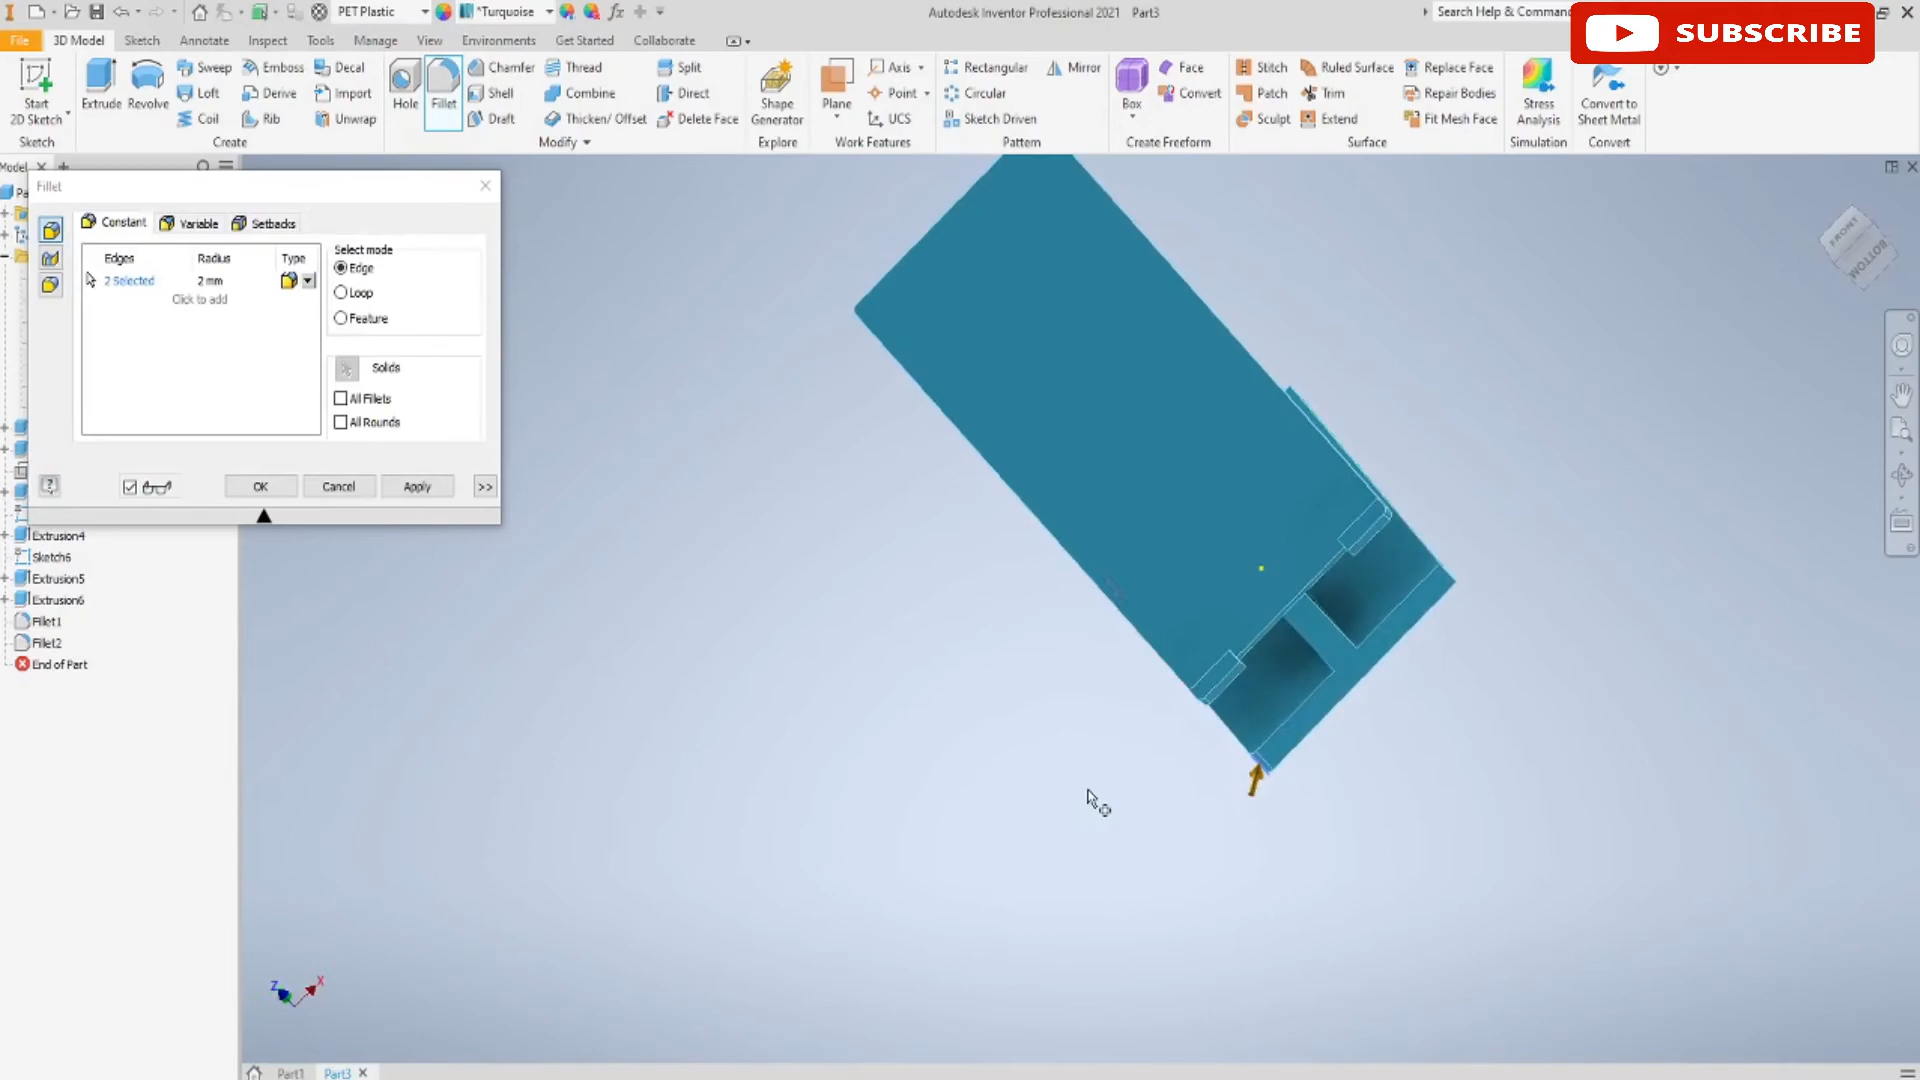 PET Plastic
*Turquoise
Autodesk Inventor Professional 2021 Part3
Search Help & Command
SUBSCRIBE
File 3D Model Sketch Annotate Inspect Tools Manage View Environments Get Started Collaborate
Start
2D Sketch
Sketch
Extrude
Revolve
Sweep
Loft
Coil
Emboss
Derive
Rib
Decal
Import
Unwrap
Create
Hole
Fillet
Chamfer
Shell
Draft
Thread
Combine
Thicken/ Offset
Split
Direct
Delete Face
Modify
Shape
Generator
Explore
Plane
Axis
Point
UCS
Work Features
Rectangular
Circular
Sketch Driven
Mirror
Pattern
Box
Face
Convert
Create Freeform
Stitch
Patch
Sculpt
Ruled Surface
Trim
Extend
Replace Face
Repair Bodies
Fit Mesh Face
Surface
Stress
Analysis
Simulation
Convert to
Sheet Metal
Convert
Model
Fillet
Constant Variable Setbacks
Edges Radius Type
2 Selected 2 mm
Click to add
Select mode
Edge
Loop
Feature
Solids
All Fillets
All Rounds
OK Cancel Apply >>
Extrusion4
Sketch6
Extrusion5
Extrusion6
Fillet1
Fillet2
End of Part
FRONT
BOTTOM
Z X
Part1 Part3